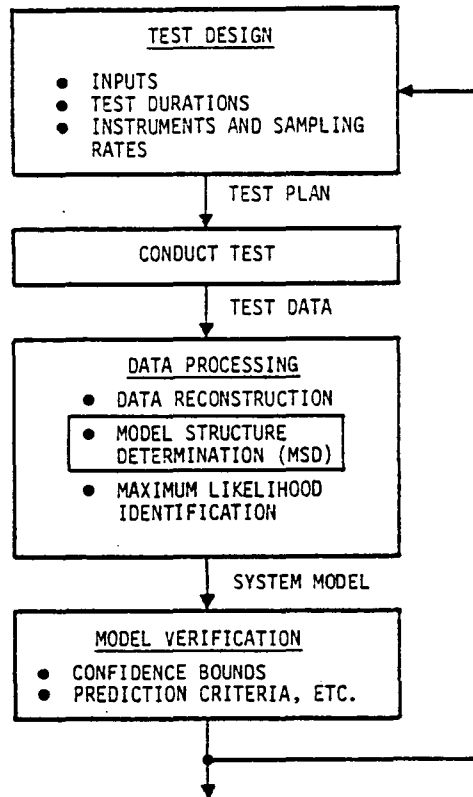 TEST DESIGN
● INPUTS
● TEST DURATIONS
● INSTRUMENTS AND SAMPLING
RATES
TEST PLAN
CONDUCT TEST
TEST DATA
DATA PROCESSING
● DATA RECONSTRUCTION
● MODEL STRUCTURE
DETERMINATION (MSD)
● MAXIMUM LIKELIHOOD
IDENTIFICATION
SYSTEM MODEL
MODEL VERIFICATION
● CONFIDENCE BOUNDS
● PREDICTION CRITERIA, ETC.